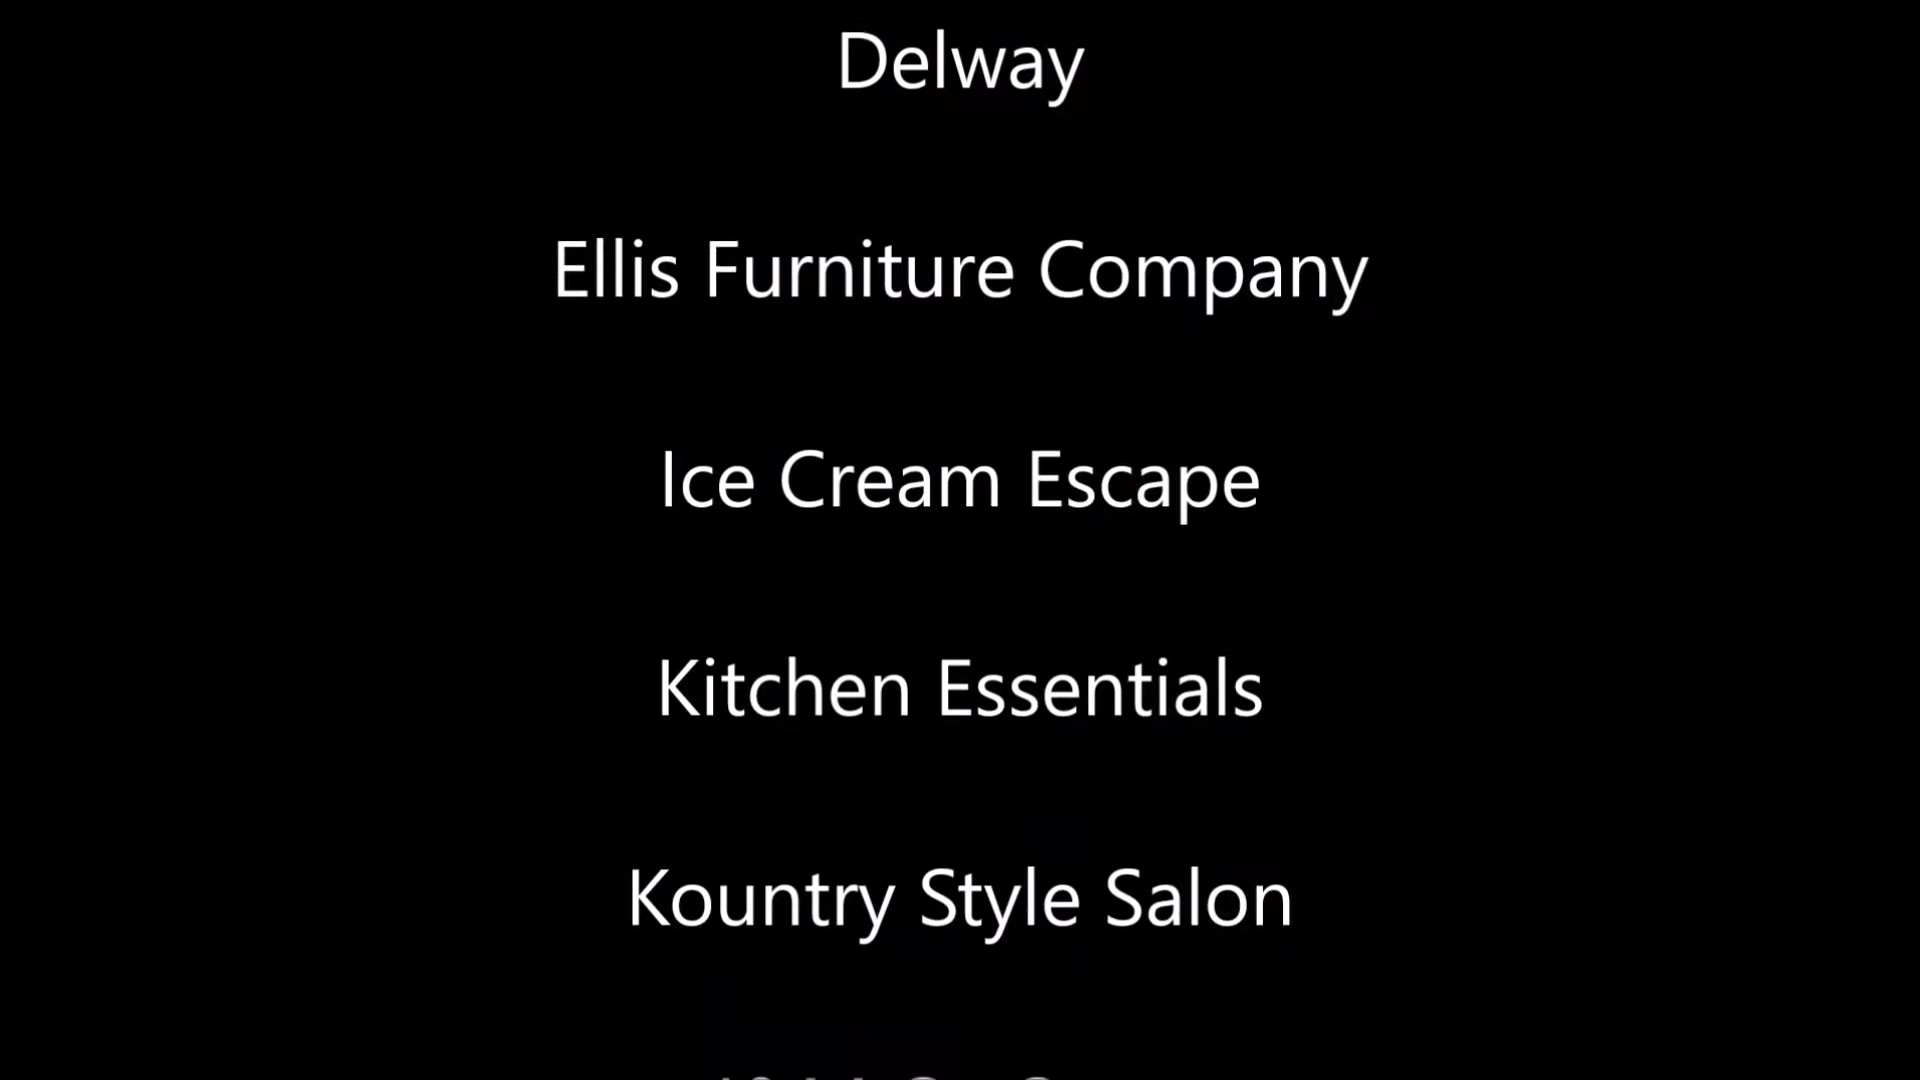 Delway
Ellis Furniture Company
Ice Cream Escape
Kitchen Essentials
Kountry Style Salon